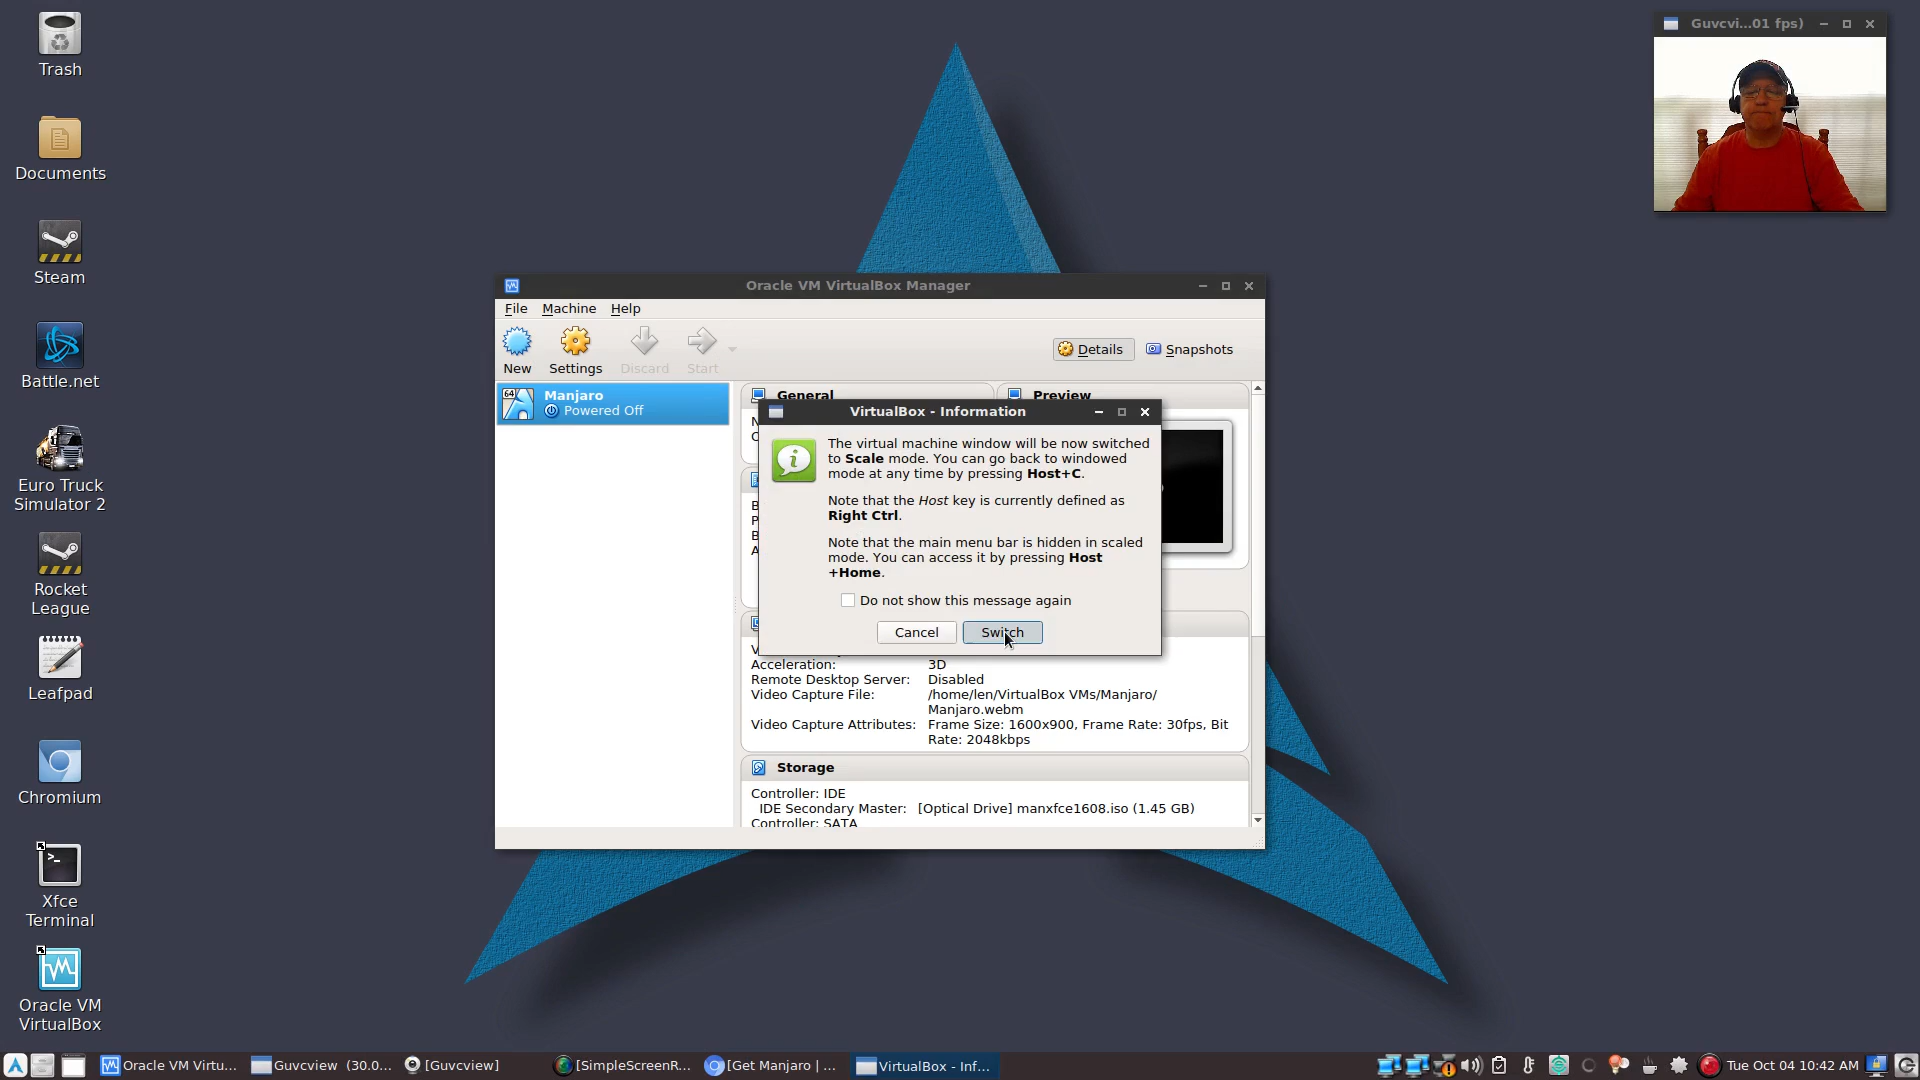 Trash
Documents
Steam
Battle.net
Euro Truck
Simulator 2
Rocket
League
Leafpad
Chromium
Xfce
Terminal
Oracle VM
VirtualBox
Guvcvi...01 fps)
Oracle VM VirtualBox Manager
File Machine Help
New Settings Discard Start
Details Snapshots
64 Manjaro
Powered Off
General
Preview
VirtualBox - Information
The virtual machine window will be now switched
to Scale mode. You can go back to windowed
mode at any time by pressing Host+C.
Note that the Host key is currently defined as
Right Ctrl.
Note that the main menu bar is hidden in scaled
mode. You can access it by pressing Host
+Home.
Do not show this message again
Cancel Switch
Acceleration: 3D
Remote Desktop Server: Disabled
Video Capture File: /home/len/VirtualBox VMs/Manjaro/
Manjaro.webm
Video Capture Attributes: Frame Size: 1600x900, Frame Rate: 30fps, Bit
Rate: 2048kbps
Storage
Controller: IDE
IDE Secondary Master: [Optical Drive] manxfce1608.iso (1.45 GB)
Controller: SATA
Oracle VM Virtu... Guvcview (30.0... [Guvcview] [SimpleScreenR... [Get Manjaro | ... VirtualBox - Inf... Tue Oct 04 10:42 AM